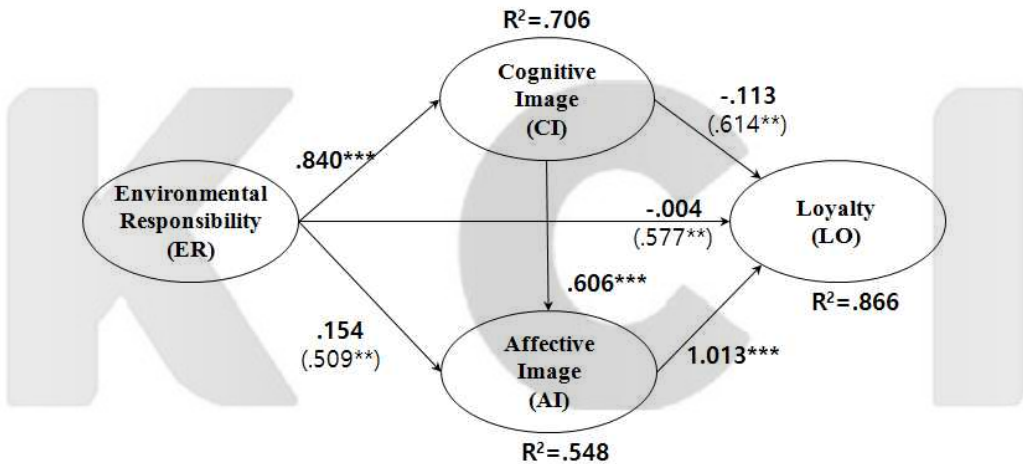 R²=.706
Cognitive
Image
(CI)
-.113
(.614**)
.840***
Environmental
Responsibility
(ER)
-.004
(.577**)
Loyalty
(LO)
.606***
R²=.866
.154
(.509**)
Affective
Image
(AI)
1.013***
R²=.548
KCI